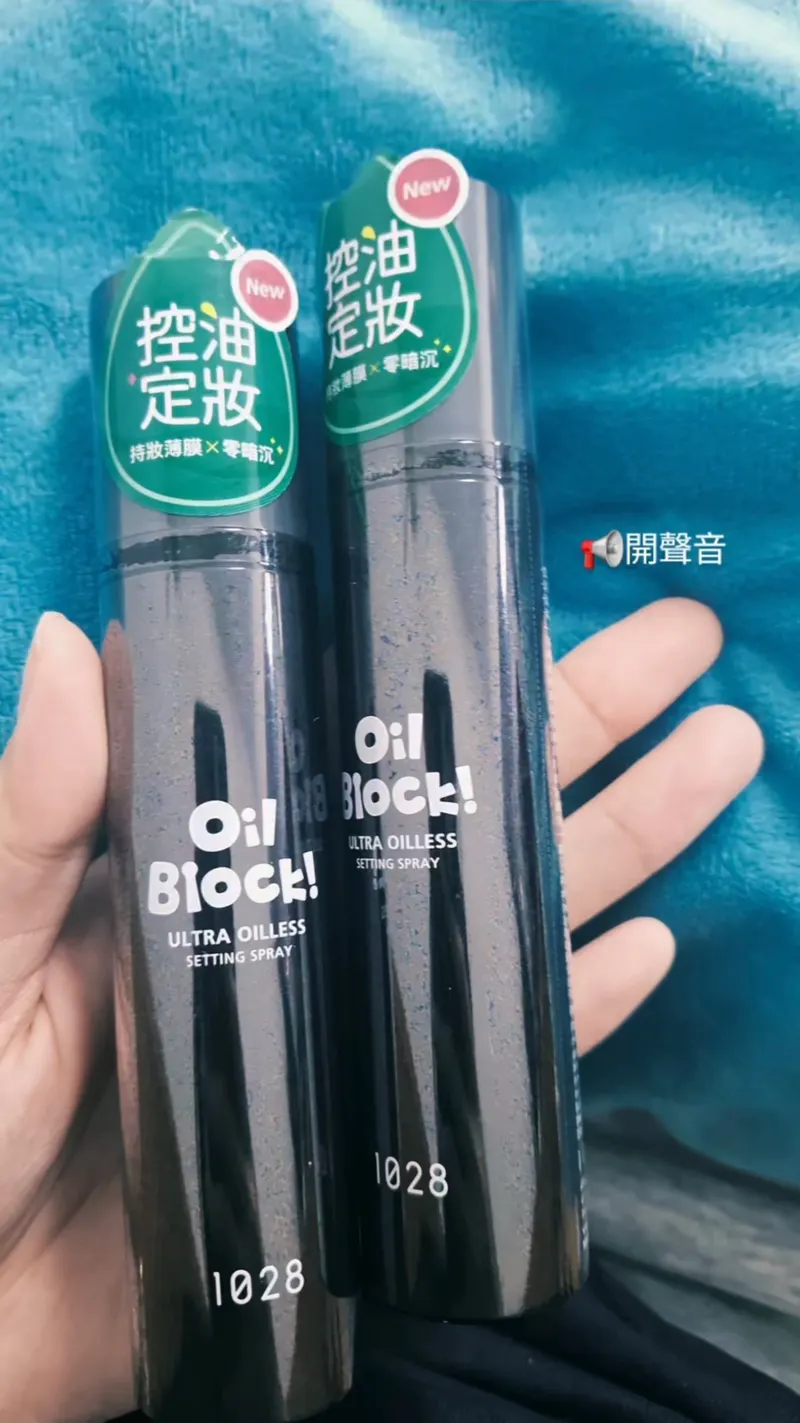 New
控油
定妝
持妝薄膜×零暗沉
Oil
Block!
ULTRA OILLESS
SETTING SPRAY
1028
New
控油
定妝
持妝薄膜×零暗沉
Oil
Block!
ULTRA OILLESS
SETTING SPRAY
1028
📢開聲音